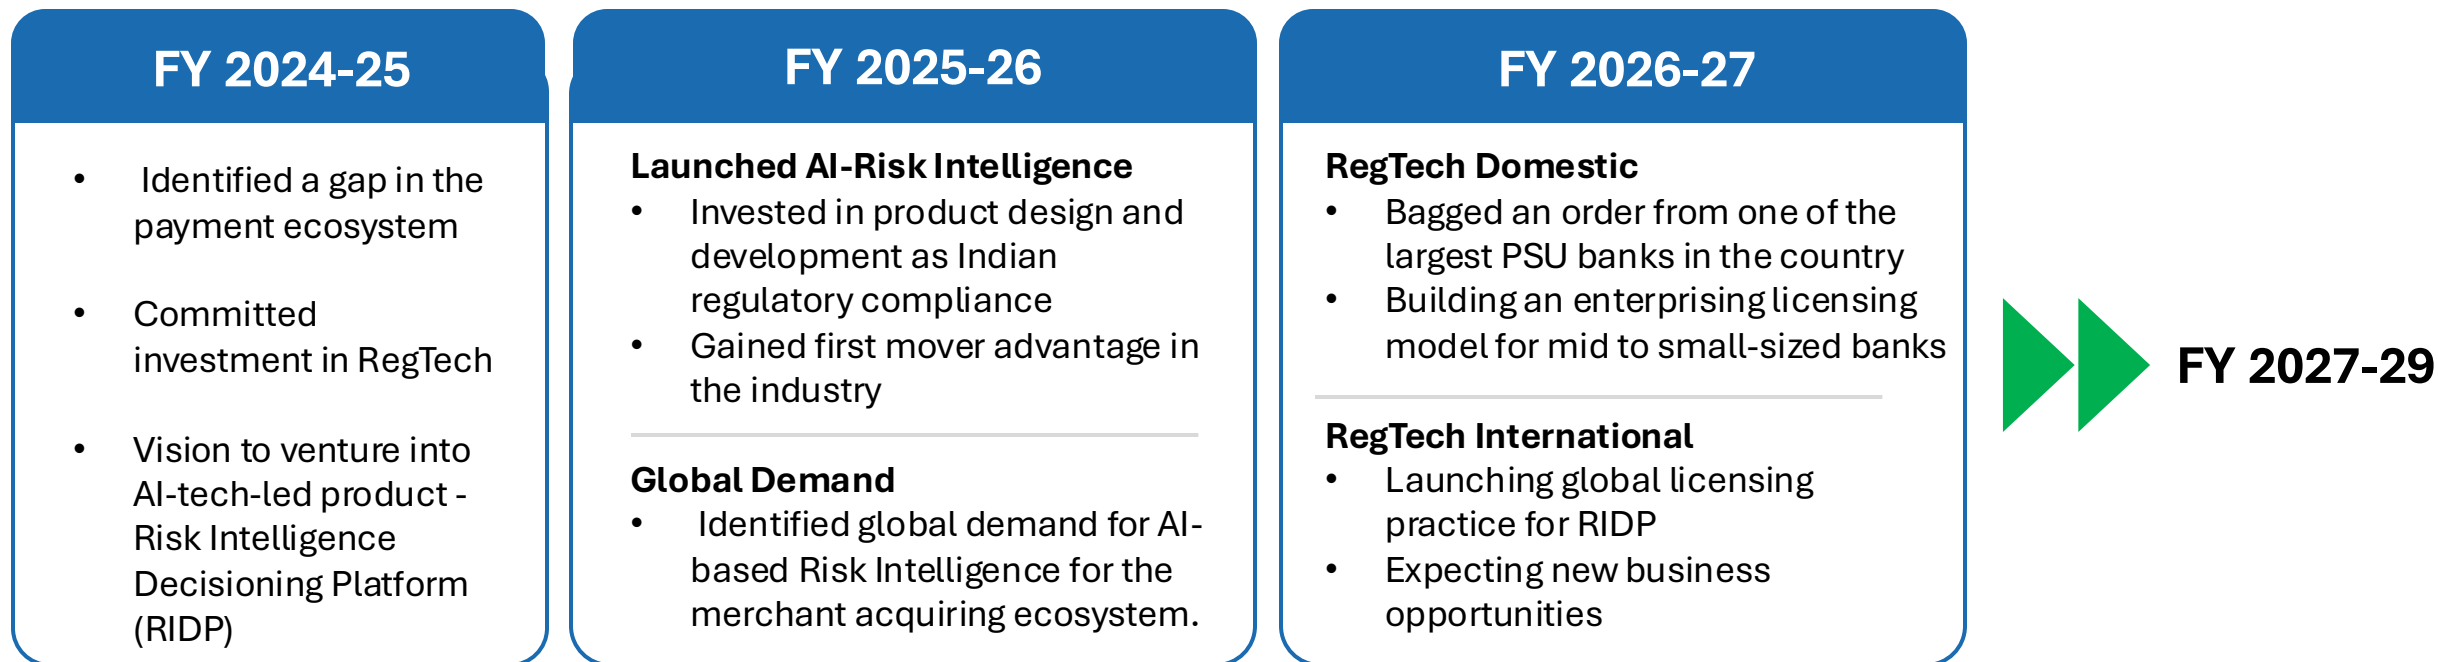 FY 2024-25
• Identified a gap in the
payment ecosystem
• Committed
investment in RegTech
• Vision to venture into
AI-tech-led product -
Risk Intelligence
Decisioning Platform
(RIDP)
FY 2025-26
Launched AI-Risk Intelligence
• Invested in product design and
development as Indian
regulatory compliance
• Gained first mover advantage in
the industry
Global Demand
• Identified global demand for AI-
based Risk Intelligence for the
merchant acquiring ecosystem.
FY 2026-27
RegTech Domestic
• Bagged an order from one of the
largest PSU banks in the country
• Building an enterprising licensing
model for mid to small-sized banks
RegTech International
• Launching global licensing
practice for RIDP
• Expecting new business
opportunities
FY 2027-29